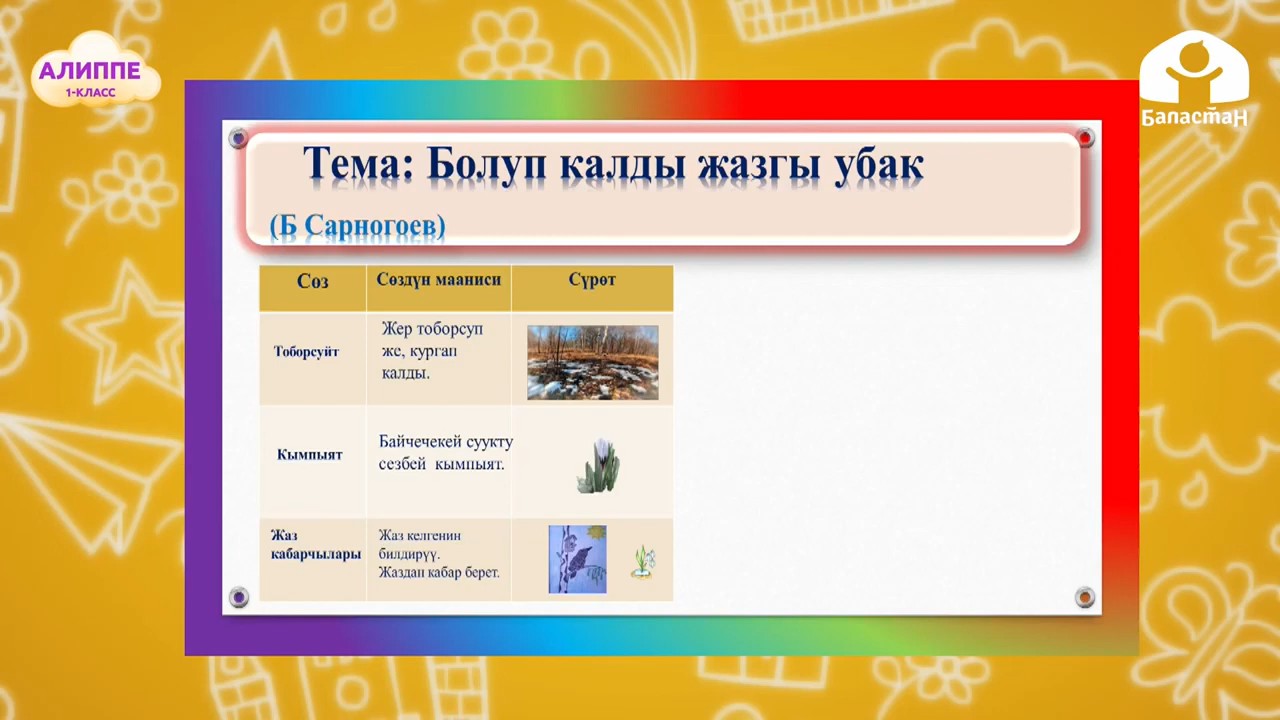 АЛИППЕ
1-КЛАСС
Баластан
Тема: Болуп калды жазгы убак
(Б Сарногоев)
Сөз
Сөздүн мааниси
Сүрөт
Тоборсуйт
Жер тоборсуп
же, кургап
калды.
Кымпыят
Байчечекей суукту
сезбей кымпыят.
Жаз
кабарчылары
Жаз келгенин
билдирүү.
Жаздан кабар берет.